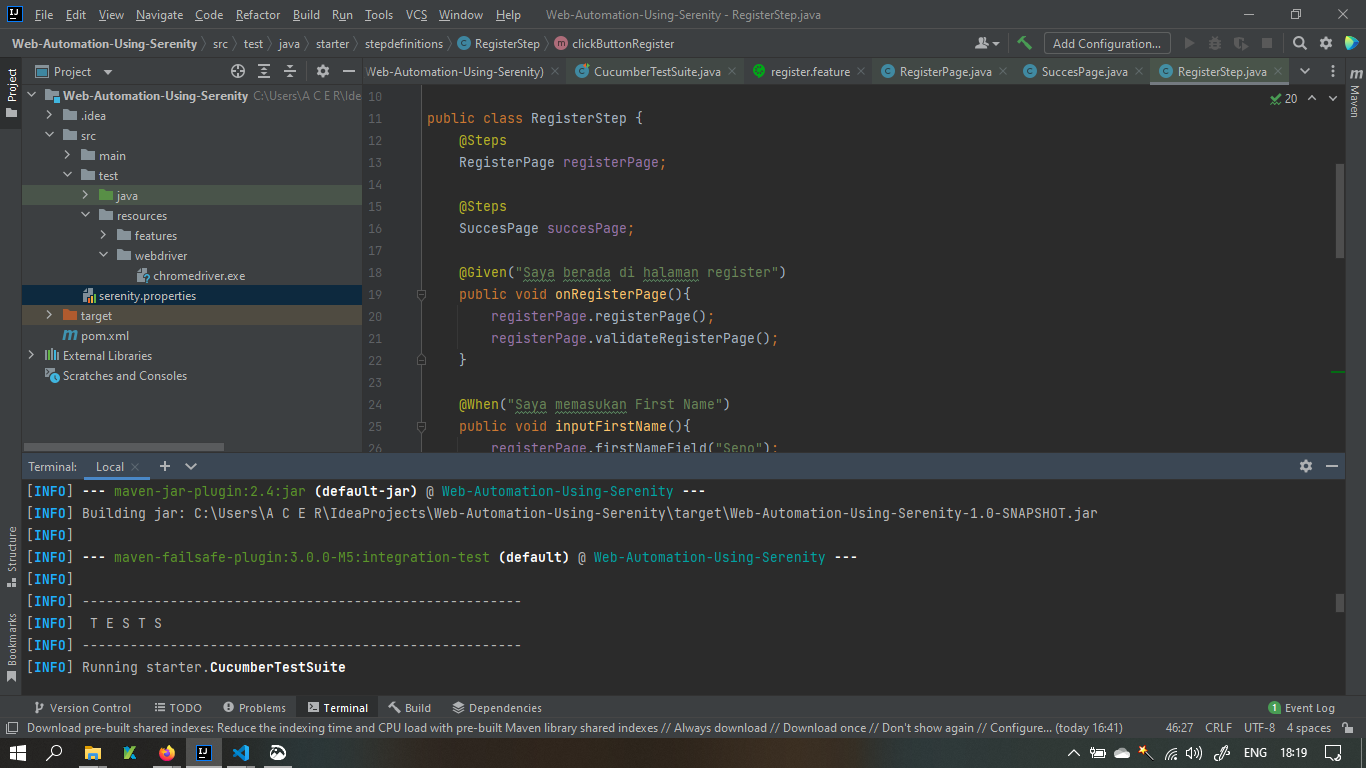 File Edit View Navigate Code Refactor Build Run Tools VCS Window Help Web-Automation-Using-Serenity - RegisterStep.java
Web-Automation-Using-Serenity src test java starter stepdefinitions RegisterStep clickButtonRegister Add Configuration...
Project
Project
Web-Automation-Using-Serenity) CucumberTestSuite.java register.feature RegisterPage.java SuccesPage.java RegisterStep.java
Maven
Web-Automation-Using-Serenity C:\Users\A C E R\Ide
.idea
src
main
test
java
resources
features
webdriver
chromedriver.exe
serenity.properties
target
pom.xml
External Libraries
Scratches and Consoles
20
10
11 public class RegisterStep {
12 @Steps
13 RegisterPage registerPage;
14
15 @Steps
16 SuccesPage succesPage;
17
18 @Given("Saya berada di halaman register")
19 public void onRegisterPage(){
20 registerPage.registerPage();
21 registerPage.validateRegisterPage();
22 }
23
24 @When("Saya memasukan First Name")
25 public void inputFirstName(){
26 registerPage.firstNameField("Seno");
Terminal: Local
[INFO] --- maven-jar-plugin:2.4:jar (default-jar) @ Web-Automation-Using-Serenity ---
[INFO] Building jar: C:\Users\A C E R\IdeaProjects\Web-Automation-Using-Serenity\target\Web-Automation-Using-Serenity-1.0-SNAPSHOT.jar
[INFO]
[INFO] --- maven-failsafe-plugin:3.0.0-M5:integration-test (default) @ Web-Automation-Using-Serenity ---
[INFO]
[INFO] -------------------------------------------------------
[INFO] T E S T S
[INFO] -------------------------------------------------------
[INFO] Running starter.CucumberTestSuite
Structure
Bookmarks
Version Control TODO Problems Terminal Build Dependencies 1 Event Log
Download pre-built shared indexes: Reduce the indexing time and CPU load with pre-built Maven library shared indexes // Always download // Download once // Don't show again // Configure... (today 16:41) 46:27 CRLF UTF-8 4 spaces
ENG 18:19